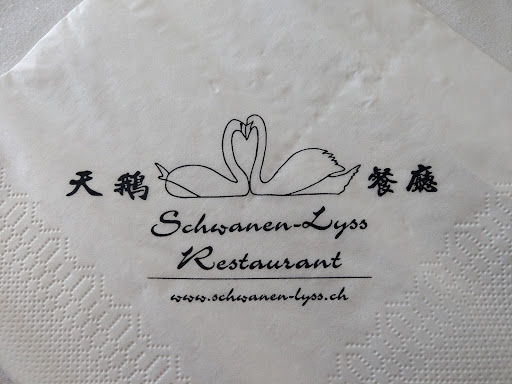 天鵝 餐廳
Schwanen-Lyss
Restaurant
www.schwanen-lyss.ch